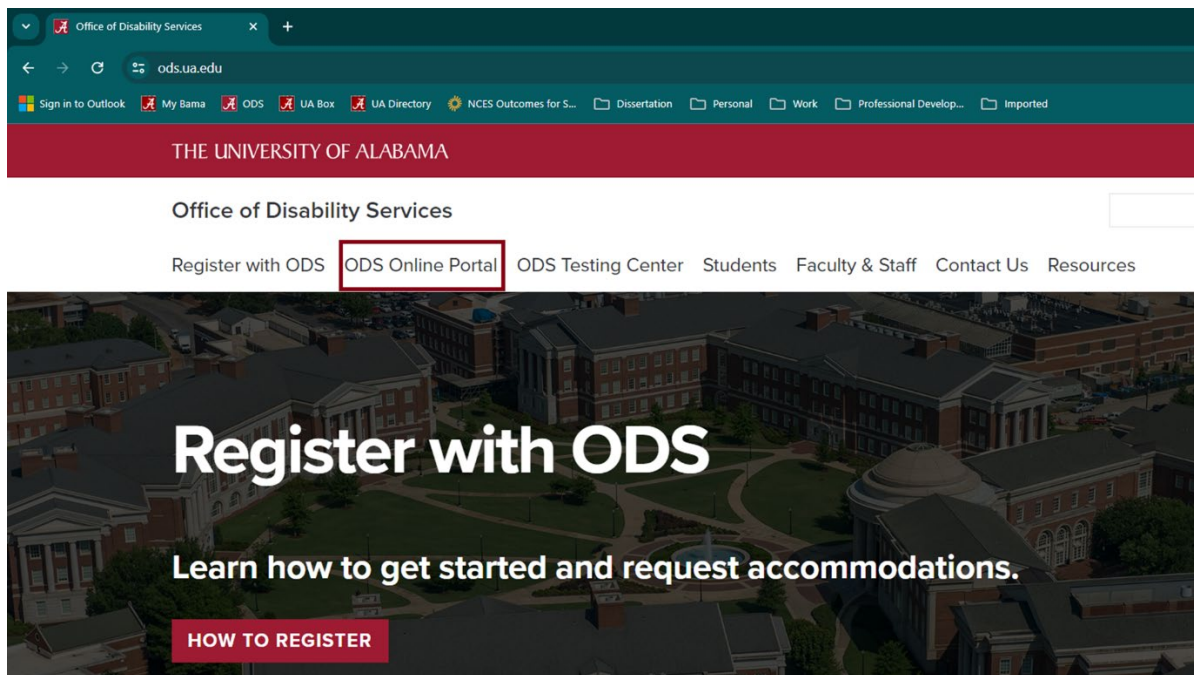 Office of Disability Services
ods.ua.edu
Sign in to Outlook My Bama ODS UA Box UA Directory NCES Outcomes for S... Dissertation Personal Work Professional Develop... Imported
THE UNIVERSITY OF ALABAMA
Office of Disability Services
Register with ODS ODS Online Portal ODS Testing Center Students Faculty & Staff Contact Us Resources
Register with ODS
Learn how to get started and request accommodations.
HOW TO REGISTER